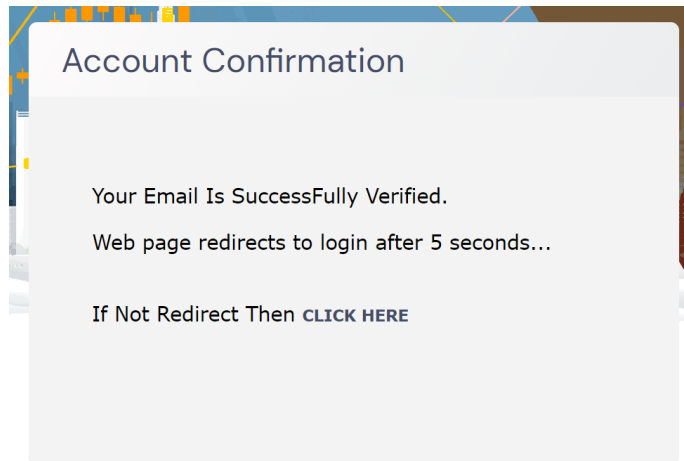 Account Confirmation
Your Email Is SuccessFully Verified.
Web page redirects to login after 5 seconds...
If Not Redirect Then CLICK HERE